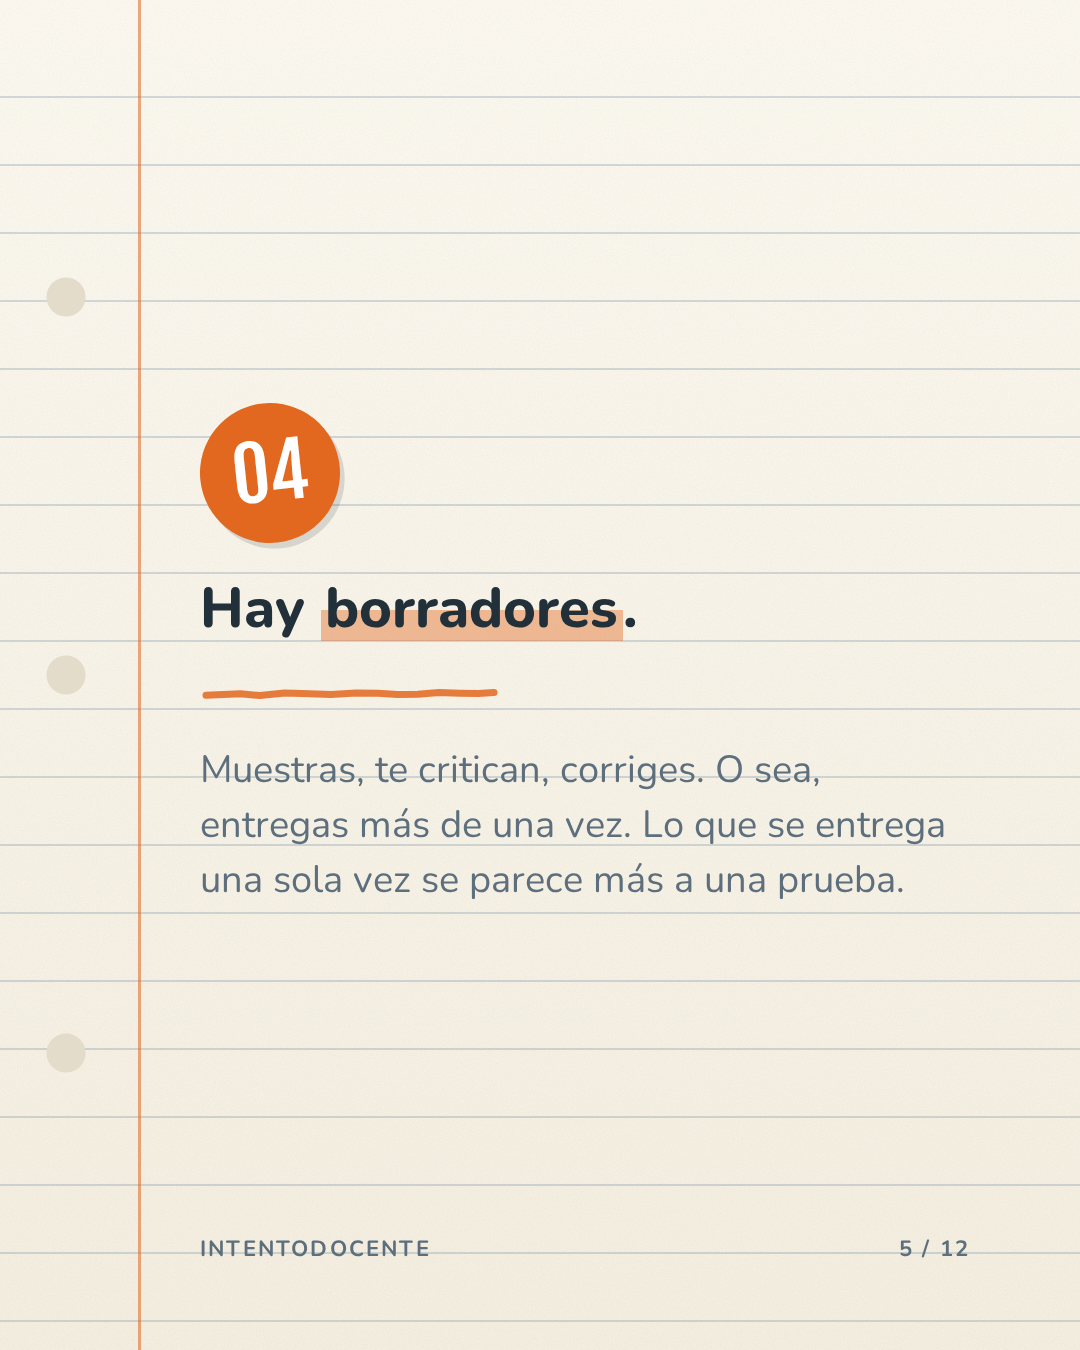 04
Hay borradores.
Muestras, te critican, corriges. O sea,
entregas más de una vez. Lo que se entrega
una sola vez se parece más a una prueba.
INTENTODOCENTE
5 / 12